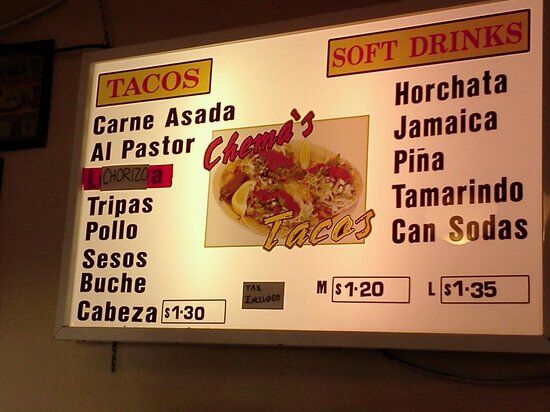 TACOS
Carne Asada
Al Pastor
L CHORIZO a
Tripas
Pollo
Sesos
Buche
Cabeza $1.30
Chema's
Tacos
TAX
INCLUDED
SOFT DRINKS
Horchata
Jamaica
Piña
Tamarindo
Can Sodas
M $1.20 L $1.35